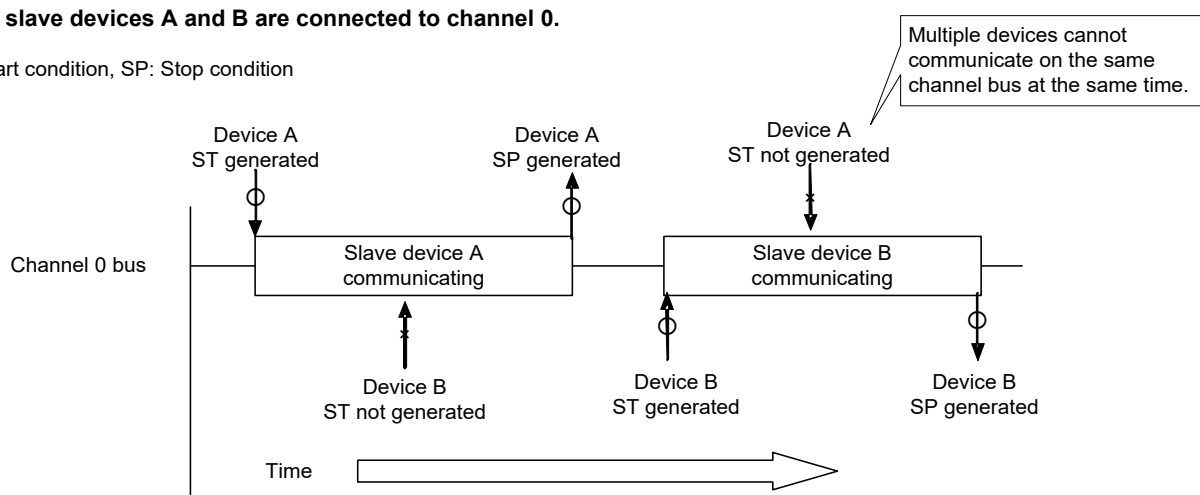 slave devices A and B are connected to channel 0.
art condition, SP: Stop condition
Multiple devices cannot
communicate on the same
channel bus at the same time.
Device A
ST generated
Device A
SP generated
Device A
ST not generated
Channel 0 bus
Slave device A
communicating
Slave device B
communicating
Device B
ST not generated
Device B
ST generated
Device B
SP generated
Time